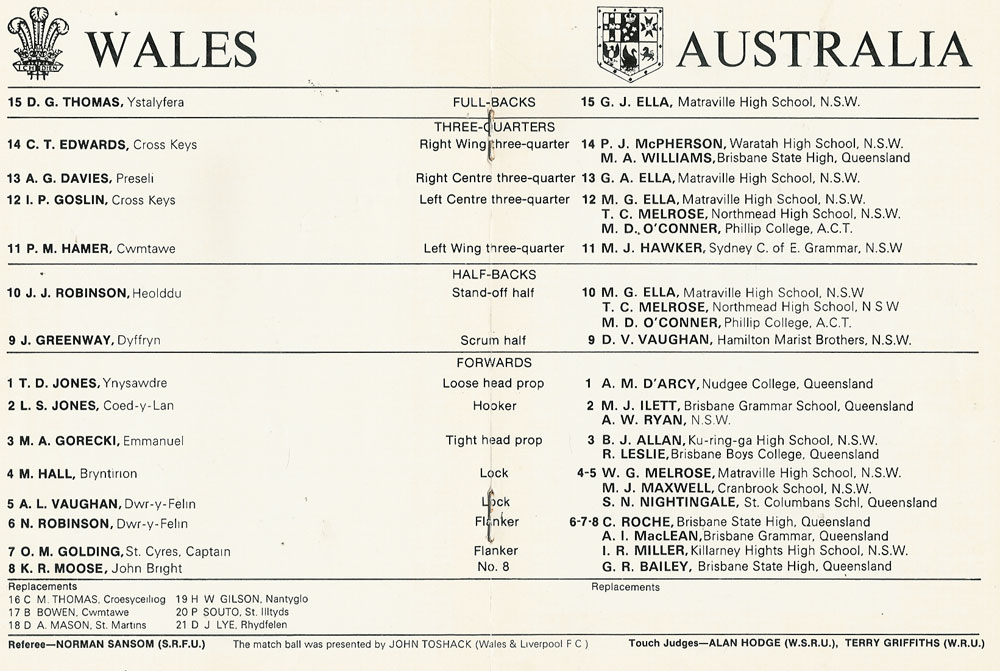 WALES AUSTRALIA
ICH DIEN
15 D. G. THOMAS, Ystalyfera FULL-BACKS 15 G. J. ELLA, Matraville High School, N.S.W.
THREE-QUARTERS
14 C. T. EDWARDS, Cross Keys Right Wing three-quarter 14 P. J. McPHERSON, Waratah High School, N.S.W.
M. A. WILLIAMS, Brisbane State High, Queensland
13 A. G. DAVIES, Preseli Right Centre three-quarter 13 G. A. ELLA, Matraville High School, N.S.W.
12 I. P. GOSLIN, Cross Keys Left Centre three-quarter 12 M. G. ELLA, Matraville High School, N.S.W.
T. C. MELROSE, Northmead High School, N.S.W.
M. D. O'CONNER, Phillip College, A.C.T.
11 P. M. HAMER, Cwmtawe Left Wing three-quarter 11 M. J. HAWKER, Sydney C. of E. Grammar, N.S.W
HALF-BACKS
10 J. J. ROBINSON, Heolddu Stand-off half 10 M. G. ELLA, Matraville High School, N.S.W
T. C. MELROSE, Northmead High School, N S W
M. D. O'CONNER, Phillip College, A.C.T.
9 J. GREENWAY, Dyffryn Scrum half 9 D. V. VAUGHAN, Hamilton Marist Brothers, N.S.W.
FORWARDS
1 T. D. JONES, Ynysawdre Loose head prop 1 A. M. D'ARCY, Nudgee College, Queensland
2 L. S. JONES, Coed-y-Lan Hooker 2 M. J. ILETT, Brisbane Grammar School, Queensland
A. W. RYAN, N.S.W.
3 M. A. GORECKI, Emmanuel Tight head prop 3 B. J. ALLAN, Ku-ring-ga High School, N.S.W.
R. LESLIE, Brisbane Boys College, Queensland
4 M. HALL, Bryntirion Lock 4-5 W. G. MELROSE, Matraville High School, N.S.W.
M. J. MAXWELL, Cranbrook School, N.S.W.
5 A. L. VAUGHAN, Dwr-y-Felin Lock S. N. NIGHTINGALE, St. Columbans Schl, Queensland
6 N. ROBINSON, Dwr-y-Felin Flanker 6-7-8 C. ROCHE, Brisbane State High, Queensland
A. I. MacLEAN, Brisbane Grammar, Queensland
7 O. M. GOLDING, St. Cyres, Captain Flanker I. R. MILLER, Killarney Hights High School, N.S.W.
8 K. R. MOOSE, John Bright No. 8 G. R. BAILEY, Brisbane State High, Queensland
Replacements Replacements
16 C M. THOMAS, Croesyceiliog 19 H W GILSON, Nantyglo
17 B BOWEN, Cwmtawe 20 P SOUTO, St. Illtyds
18 D A. MASON, St. Martins 21 D J LYE, Rhydfelen
Referee—NORMAN SANSOM (S.R.F.U.) The match ball was presented by JOHN TOSHACK (Wales & Liverpool F C ) Touch Judges—ALAN HODGE (W.S.R.U.), TERRY GRIFFITHS (W.R.U.)